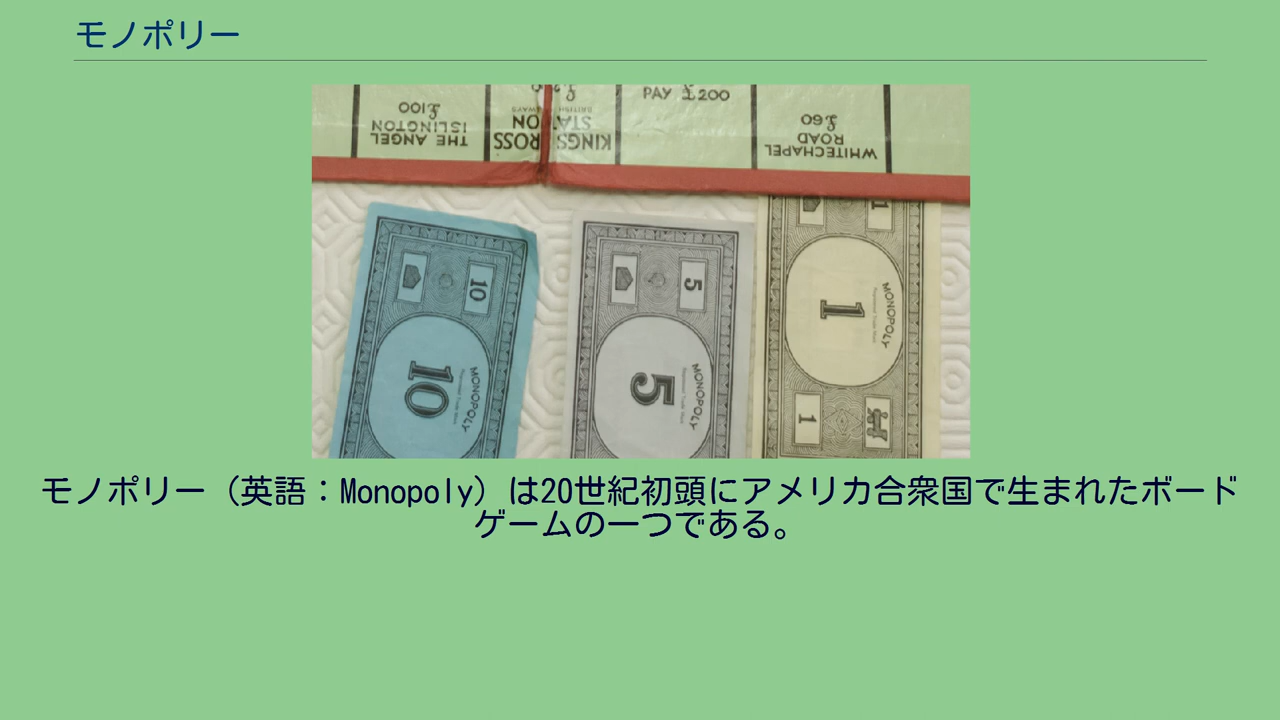 モノポリー
PAY £200
£100
THE ANGEL
ISLINGTON
KINGS CROSS
STATION
BRITISH
£60
WHITECHAPEL
ROAD
10
10
MONOPOLY
5
5
MONOPOLY
1
1
MONOPOLY
1
モノポリー（英語：Monopoly）は20世紀初頭にアメリカ合衆国で生まれたボード
ゲームの一つである。